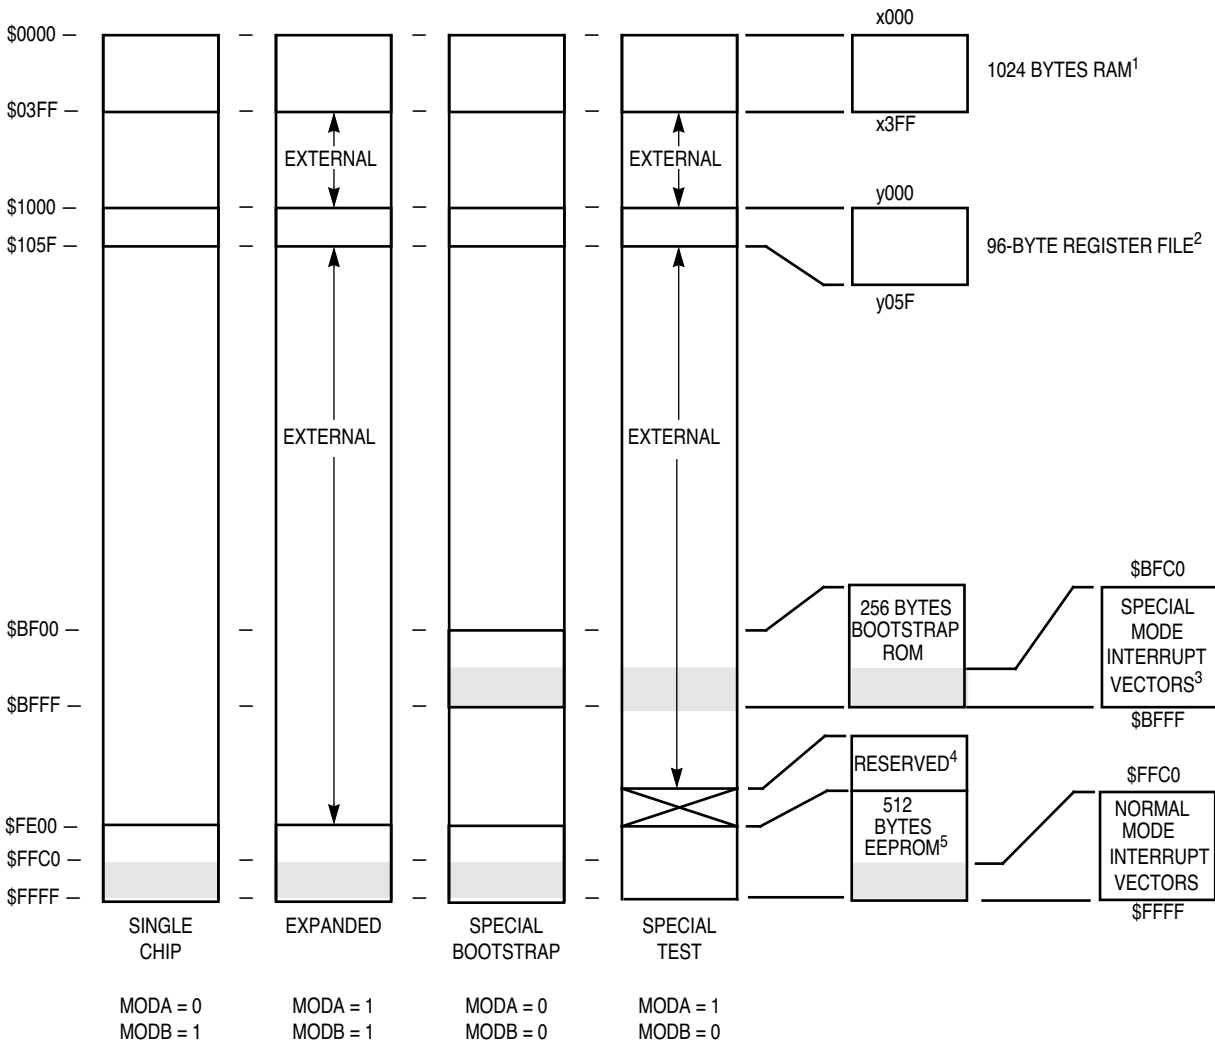 $0000
$03FF
$1000
$105F
$BF00
$BFFF
$FE00
$FFC0
$FFFF
EXTERNAL
EXTERNAL
EXTERNAL
EXTERNAL
x000
1024 BYTES RAM1
x3FF
y000
96-BYTE REGISTER FILE2
y05F
256 BYTES
BOOTSTRAP
ROM
$BFC0
SPECIAL
MODE
INTERRUPT
VECTORS3
$BFFF
RESERVED4
512
BYTES
EEPROM5
$FFC0
NORMAL
MODE
INTERRUPT
VECTORS
$FFFF
SINGLE
CHIP
MODA = 0
MODB = 1
EXPANDED
MODA = 1
MODB = 1
SPECIAL
BOOTSTRAP
MODA = 0
MODB = 0
SPECIAL
TEST
MODA = 1
MODB = 0